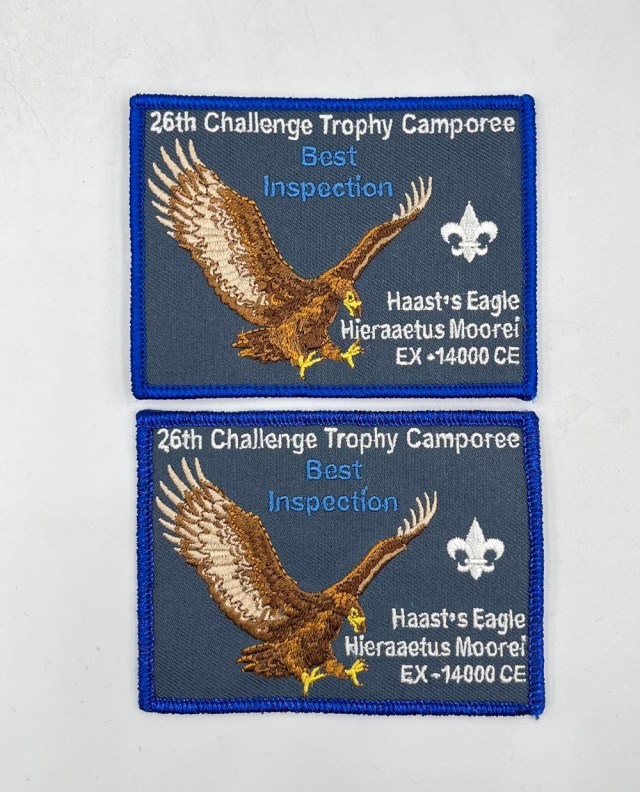 26th Challenge Trophy Camporee
Best
Inspection
Haast's Eagle
Hieraaetus Moorei
EX -14000 CE
26th Challenge Trophy Camporee
Best
Inspection
Haast's Eagle
Hieraaetus Moorei
EX -14000 CE